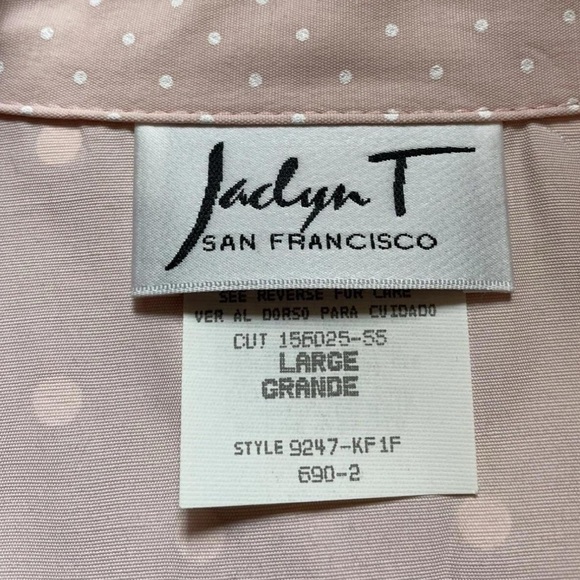 Jaclyn T
SAN FRANCISCO
SEE REVERSE FOR CARE
VER AL DORSO PARA CUIDADO
CUT 156025-55
LARGE
GRANDE
STYLE 9247-KF1F
690-2